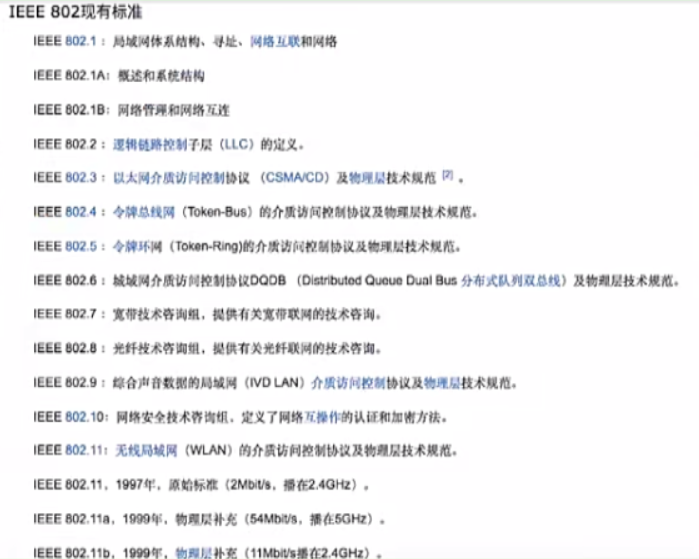 IEEE 802现有标准
IEEE 802.1：局域网体系结构、寻址、网络互联和网络
IEEE 802.1A：概述和系统结构
IEEE 802.1B：网络管理和网络互连
IEEE 802.2：逻辑链路控制子层（LLC）的定义。
IEEE 802.3：以太网介质访问控制协议 （CSMA/CD）及物理层技术规范 [2] 。
IEEE 802.4：令牌总线网（Token-Bus）的介质访问控制协议及物理层技术规范。
IEEE 802.5：令牌环网（Token-Ring)的介质访问控制协议及物理层技术规范。
IEEE 802.6：城域网介质访问控制协议DQDB （Distributed Queue Dual Bus 分布式队列双总线）及物理层技术规范。
IEEE 802.7：宽带技术咨询组，提供有关宽带联网的技术咨询。
IEEE 802.8：光纤技术咨询组，提供有关光纤联网的技术咨询。
IEEE 802.9：综合声音数据的局域网（IVD LAN）介质访问控制协议及物理层技术规范。
IEEE 802.10：网络安全技术咨询组，定义了网络互操作的认证和加密方法。
IEEE 802.11：无线局域网（WLAN）的介质访问控制协议及物理层技术规范。
IEEE 802.11，1997年，原始标准（2Mbit/s，播在2.4GHz）。
IEEE 802.11a，1999年，物理层补充（54Mbit/s，播在5GHz）。
IEEE 802.11b，1999年，物理层补充（11Mbit/s播在2.4GHz）。